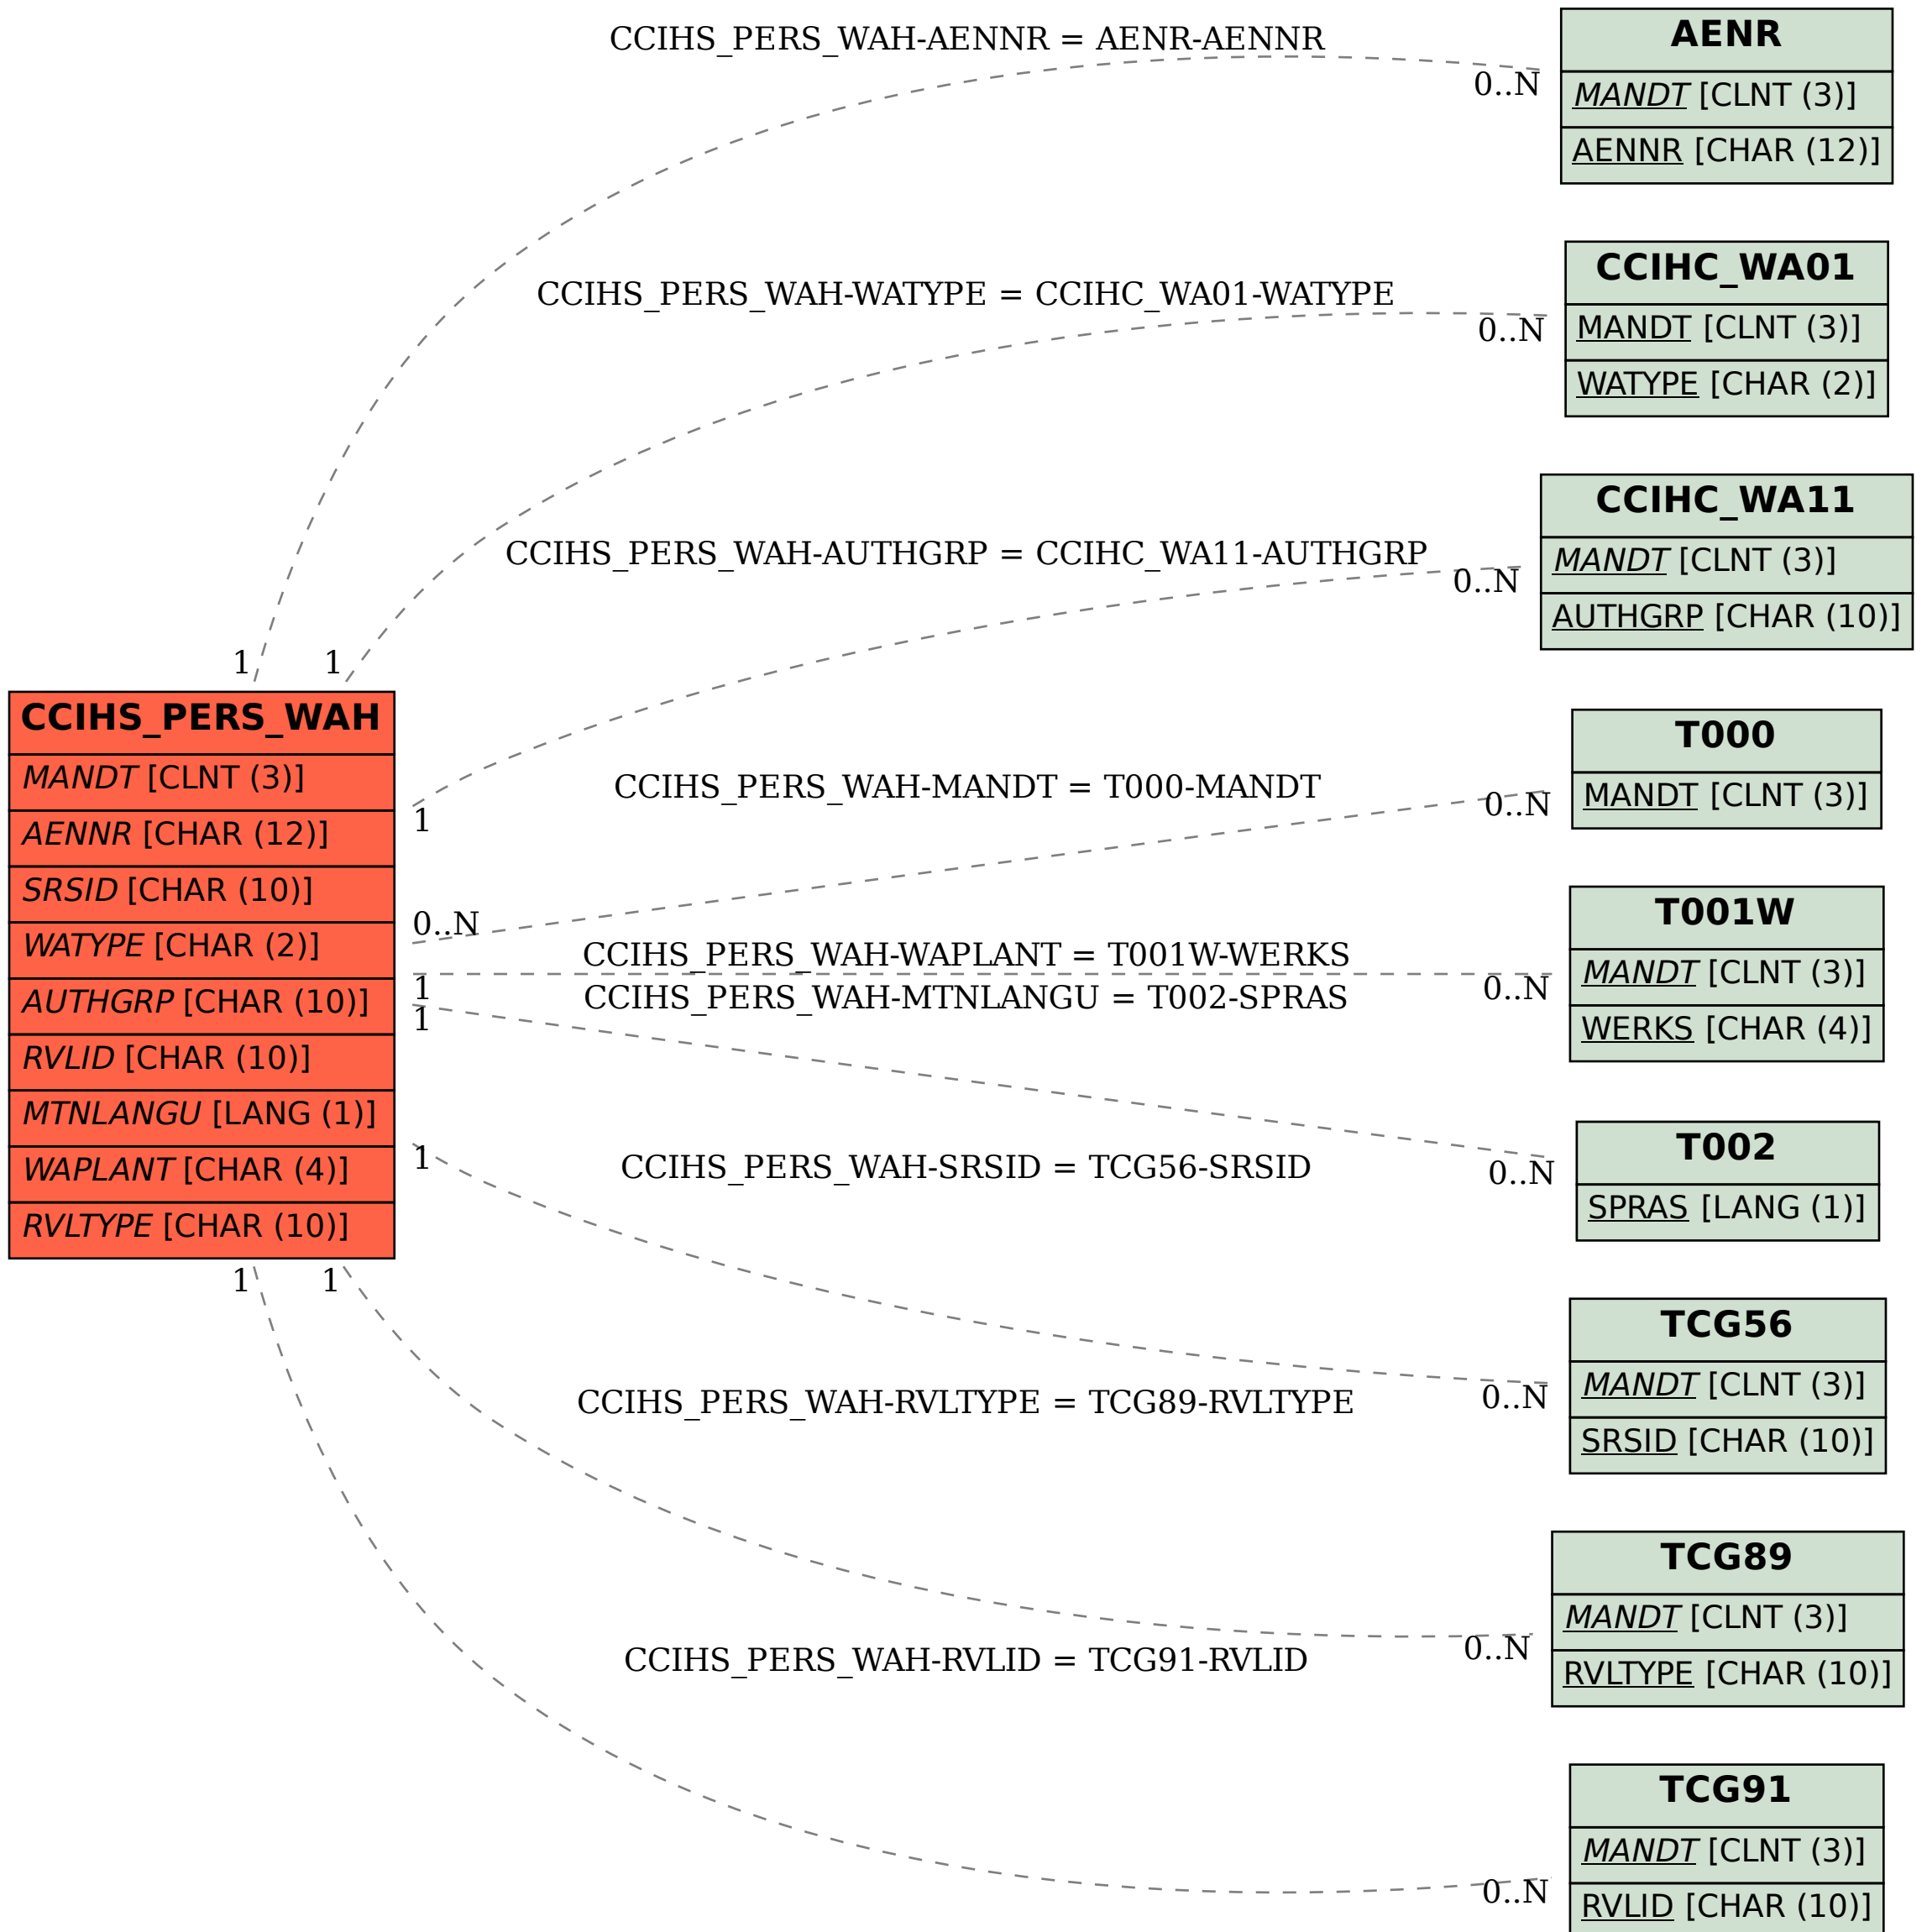 CCIHS_PERS_WAH-AENNR = AENR-AENNR
AENR
0..N
MANDT [CLNT (3)]
AENNR [CHAR (12)]
CCIHC_WA01
CCIHS_PERS_WAH-WATYPE = CCIHC_WA01-WATYPE
0..N
MANDT [CLNT (3)]
WATYPE [CHAR (2)]
CCIHC_WA11
CCIHS_PERS_WAH-AUTHGRP = CCIHC_WA11-AUTHGRP
0..N
MANDT [CLNT (3)]
AUTHGRP [CHAR (10)]
1
1
CCIHS_PERS_WAH
MANDT [CLNT (3)]
AENNR [CHAR (12)]
SRSID [CHAR (10)]
WATYPE [CHAR (2)]
AUTHGRP [CHAR (10)]
RVLID [CHAR (10)]
MTNLANGU [LANG (1)]
WAPLANT [CHAR (4)]
RVLTYPE [CHAR (10)]
1
T000
CCIHS_PERS_WAH-MANDT = T000-MANDT
0..N
MANDT [CLNT (3)]
0..N
T001W
CCIHS_PERS_WAH-WAPLANT = T001W-WERKS
1
0..N
MANDT [CLNT (3)]
WERKS [CHAR (4)]
CCIHS_PERS_WAH-MTNLANGU = T002-SPRAS
1
T002
0..N
SPRAS [LANG (1)]
1
CCIHS_PERS_WAH-SRSID = TCG56-SRSID
1
1
TCG56
0..N
MANDT [CLNT (3)]
SRSID [CHAR (10)]
CCIHS_PERS_WAH-RVLTYPE = TCG89-RVLTYPE
TCG89
0..N
MANDT [CLNT (3)]
RVLTYPE [CHAR (10)]
CCIHS_PERS_WAH-RVLID = TCG91-RVLID
TCG91
0..N
MANDT [CLNT (3)]
RVLID [CHAR (10)]